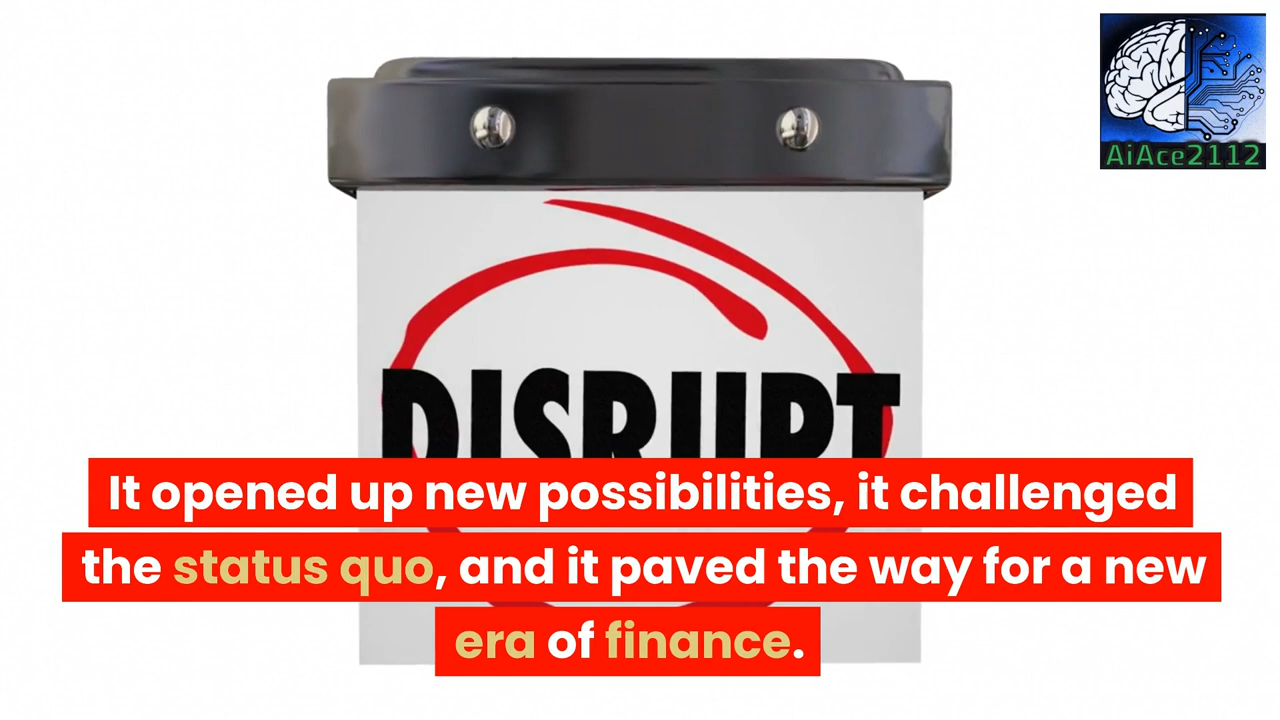 AiAce2112
DISRUPT
It opened up new possibilities, it challenged
the status quo, and it paved the way for a new
era of finance.